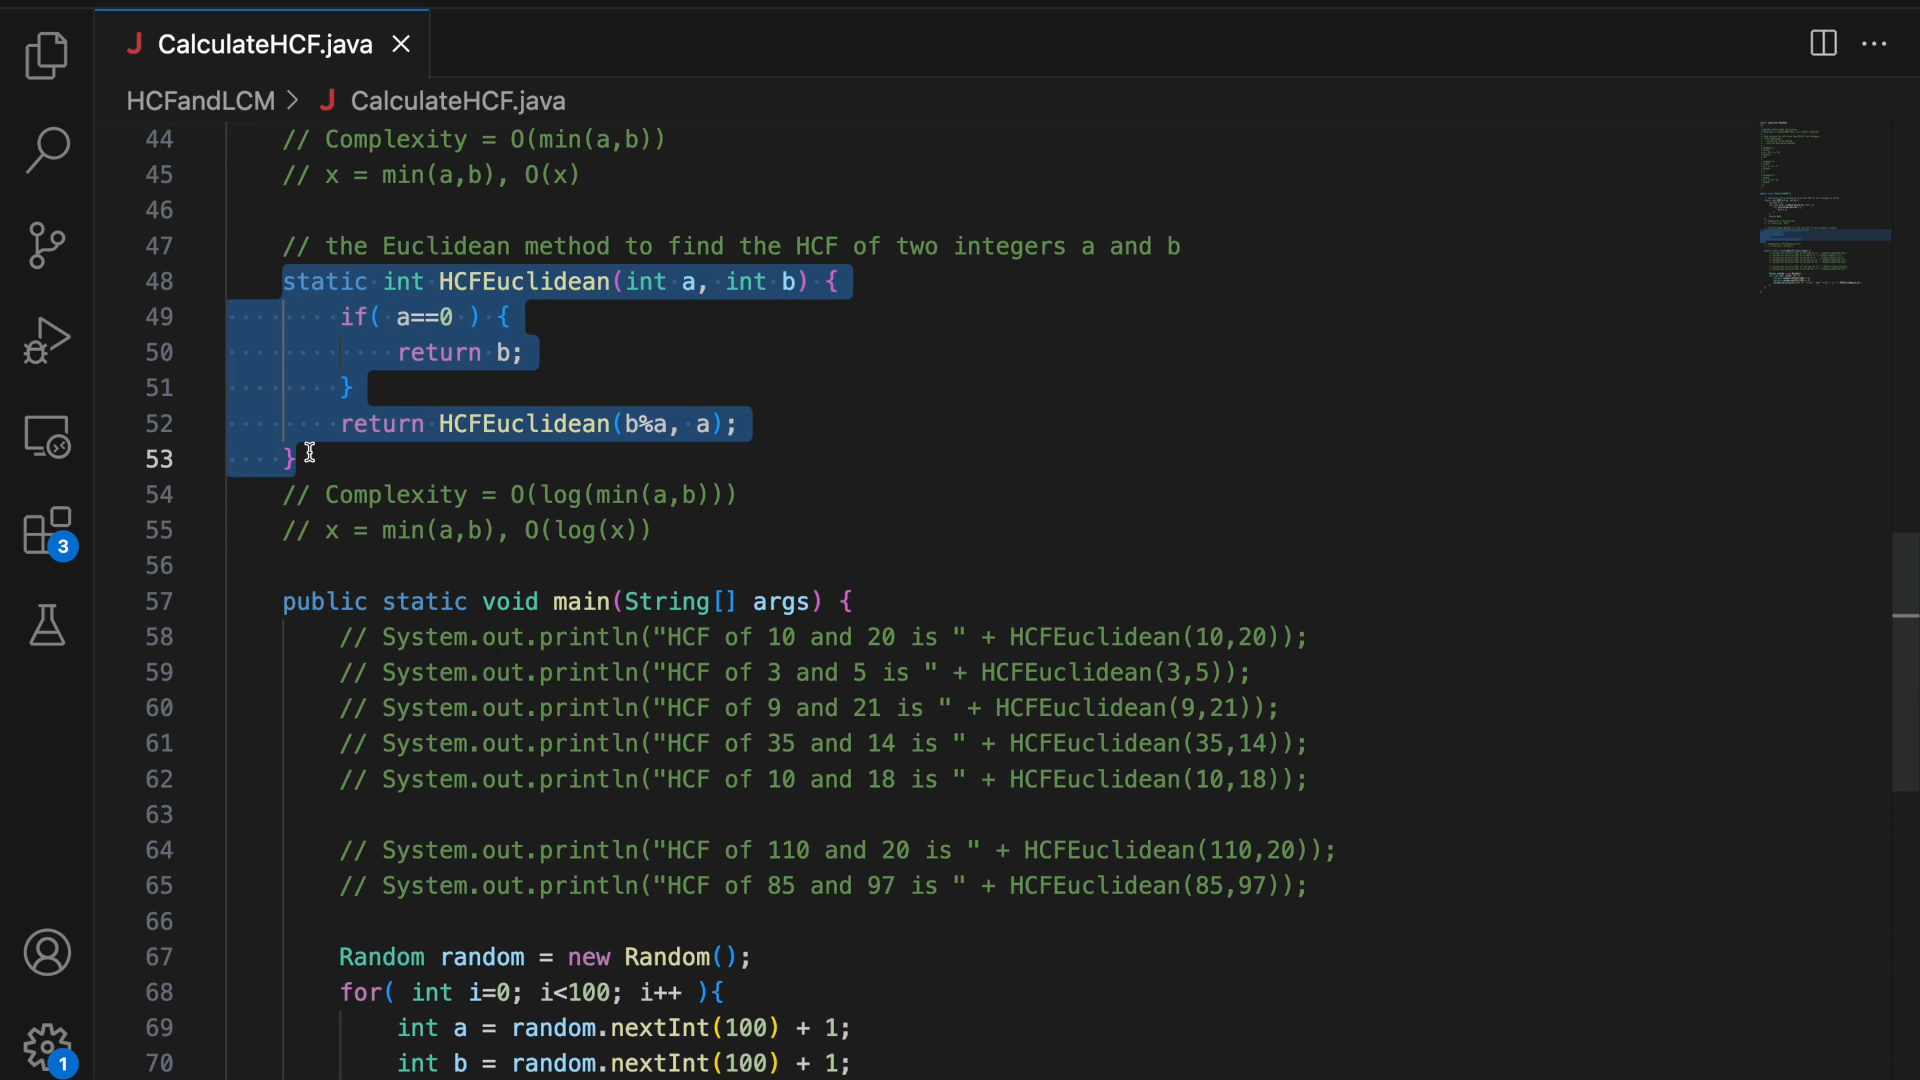 J CalculateHCF.java
HCFandLCM > J CalculateHCF.java
44 // Complexity = O(min(a,b))
45 // x = min(a,b), O(x)
46
47 // the Euclidean method to find the HCF of two integers a and b
48 static int HCFEuclidean(int a, int b) {
49 if( a==0 ) {
50 return b;
51 }
52 return HCFEuclidean(b%a, a);
53 }
54 // Complexity = O(log(min(a,b)))
55 // x = min(a,b), O(log(x))
56
57 public static void main(String[] args) {
58 // System.out.println("HCF of 10 and 20 is " + HCFEuclidean(10,20));
59 // System.out.println("HCF of 3 and 5 is " + HCFEuclidean(3,5));
60 // System.out.println("HCF of 9 and 21 is " + HCFEuclidean(9,21));
61 // System.out.println("HCF of 35 and 14 is " + HCFEuclidean(35,14));
62 // System.out.println("HCF of 10 and 18 is " + HCFEuclidean(10,18));
63
64 // System.out.println("HCF of 110 and 20 is " + HCFEuclidean(110,20));
65 // System.out.println("HCF of 85 and 97 is " + HCFEuclidean(85,97));
66
67 Random random = new Random();
68 for( int i=0; i<100; i++ ){
69 int a = random.nextInt(100) + 1;
70 int b = random.nextInt(100) + 1;
3
1